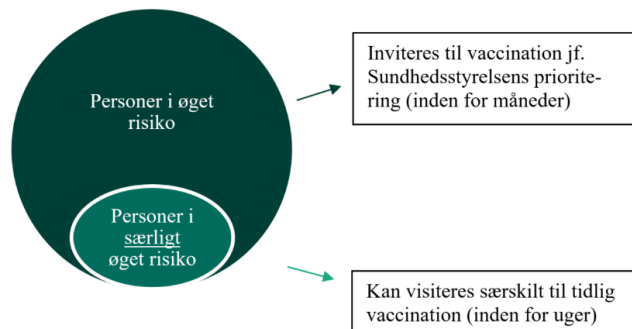 Personer i øget
risiko
Inviteres til vaccination jf.
Sundhedsstyrelsens priorite-
ring (inden for måneder)
Personer i
særligt
øget risiko
Kan visiteres særskilt til tidlig
vaccination (inden for uger)